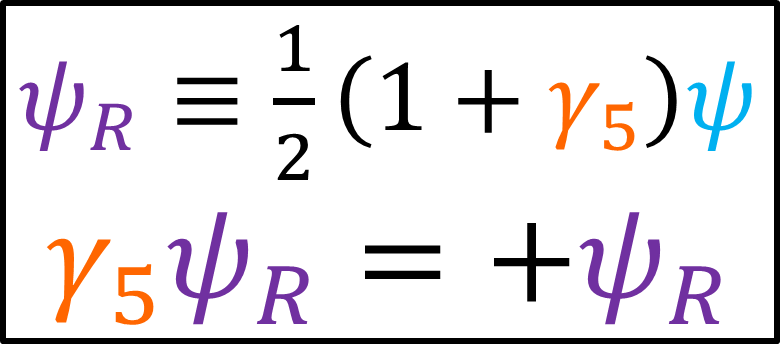 ψ_R ≡ 1/2 (1 + γ_5)ψ
γ_5ψ_R = +ψ_R